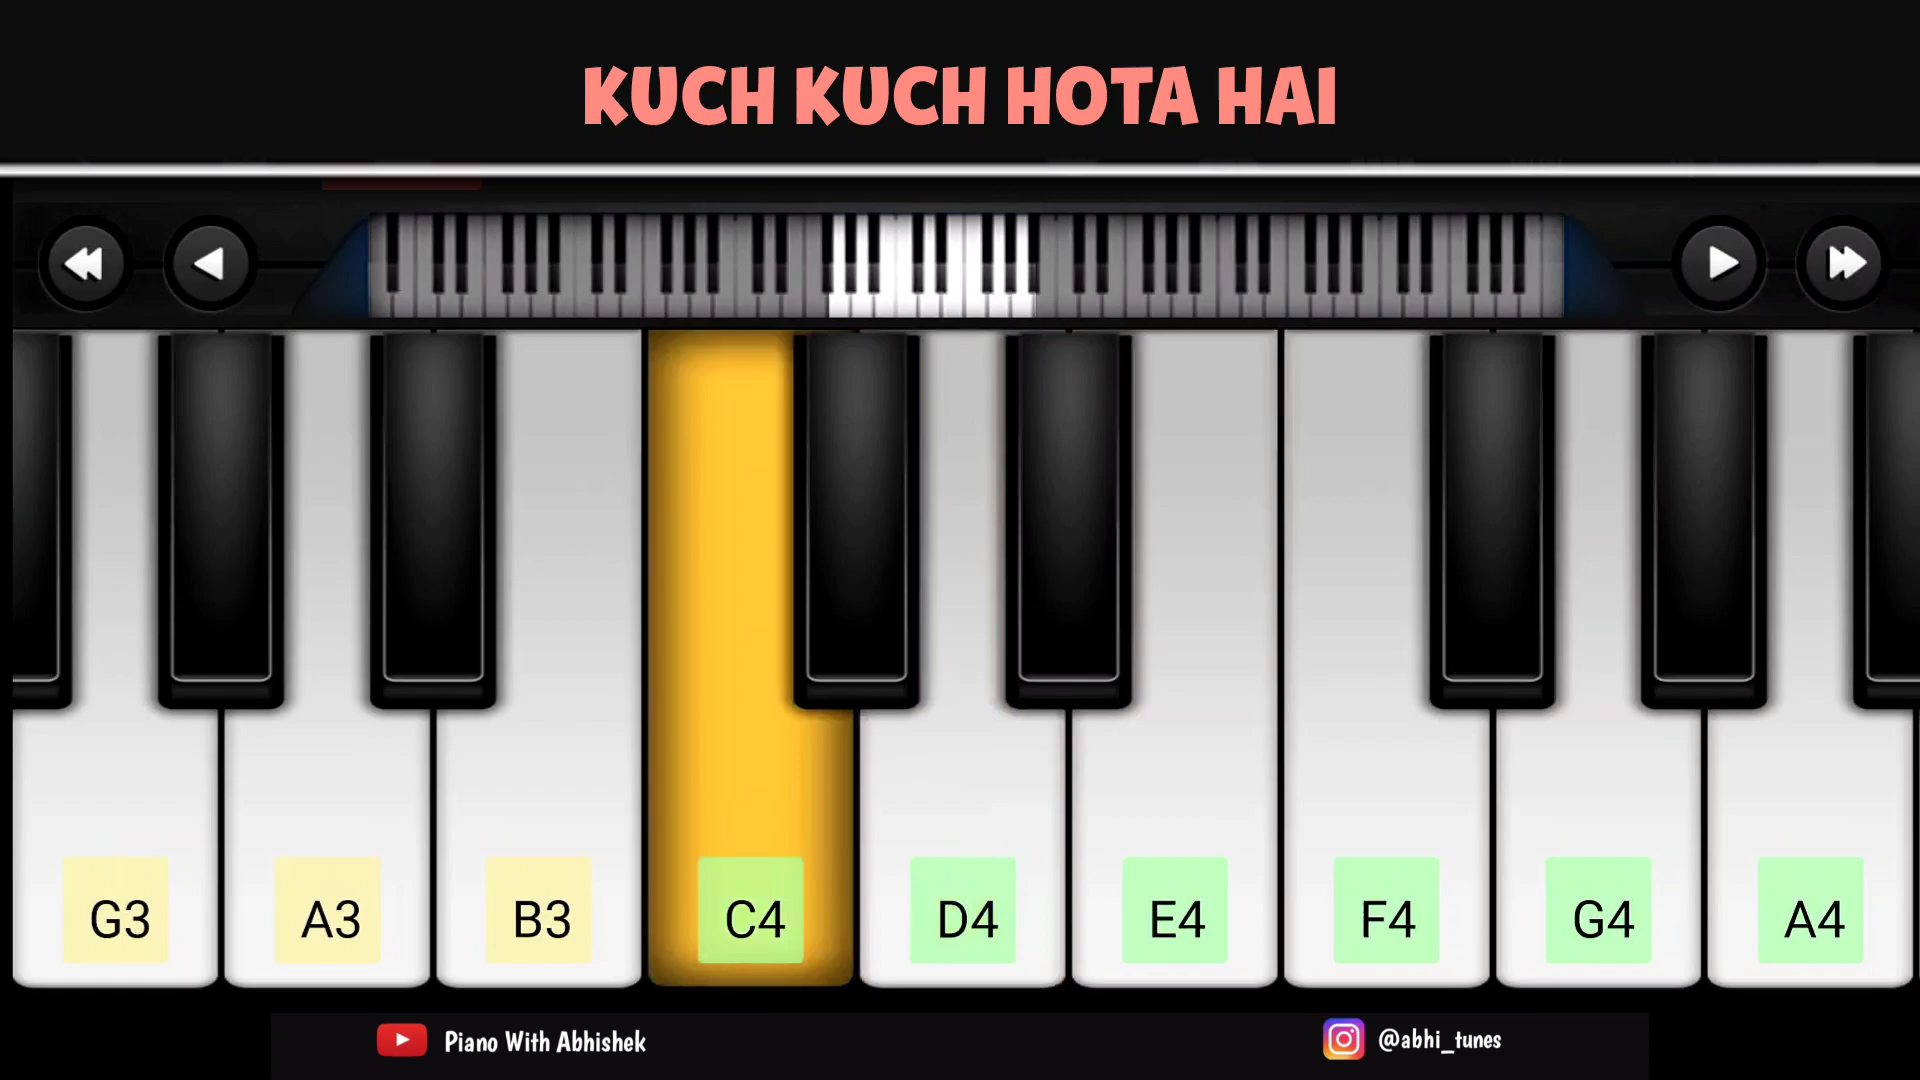 KUCH KUCH HOTA HAI
G3 A3 B3 C4 D4 E4 F4 G4 A4
Piano With Abhishek @abhi_tunes